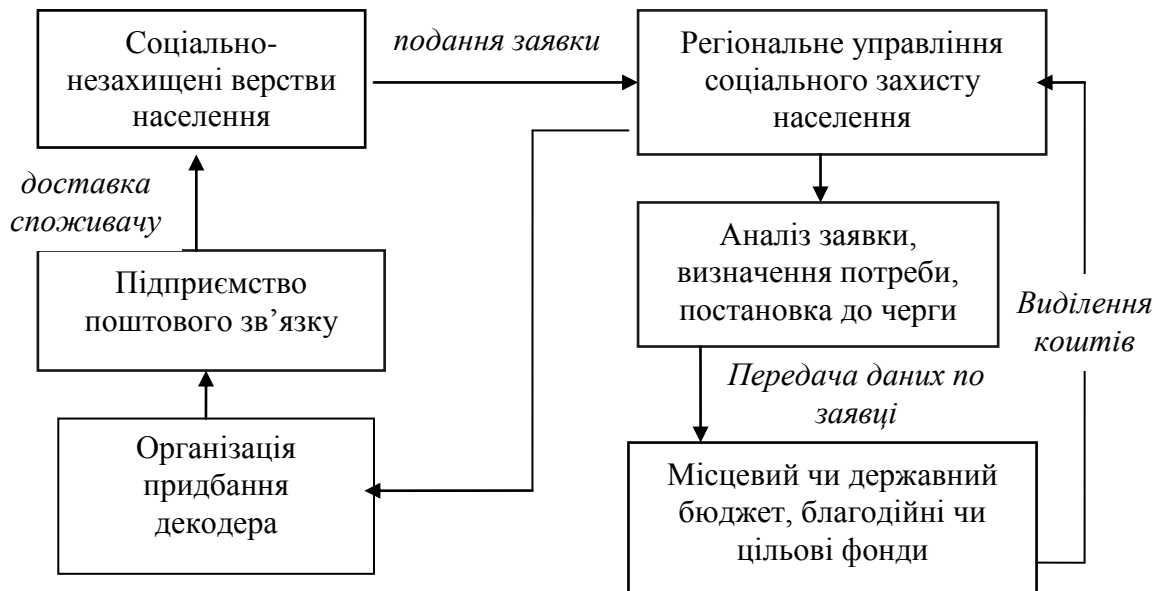 Соціально-
незахищені верстви
населення
подання заявки
Регіональне управління
соціального захисту
населення
доставка
споживачу
Аналіз заявки,
визначення потреби,
постановка до черги
Підприємство
поштового зв’язку
Виділення
коштів
Передача даних по
заявці
Організація
придбання
декодера
Місцевий чи державний
бюджет, благодійні чи
цільові фонди